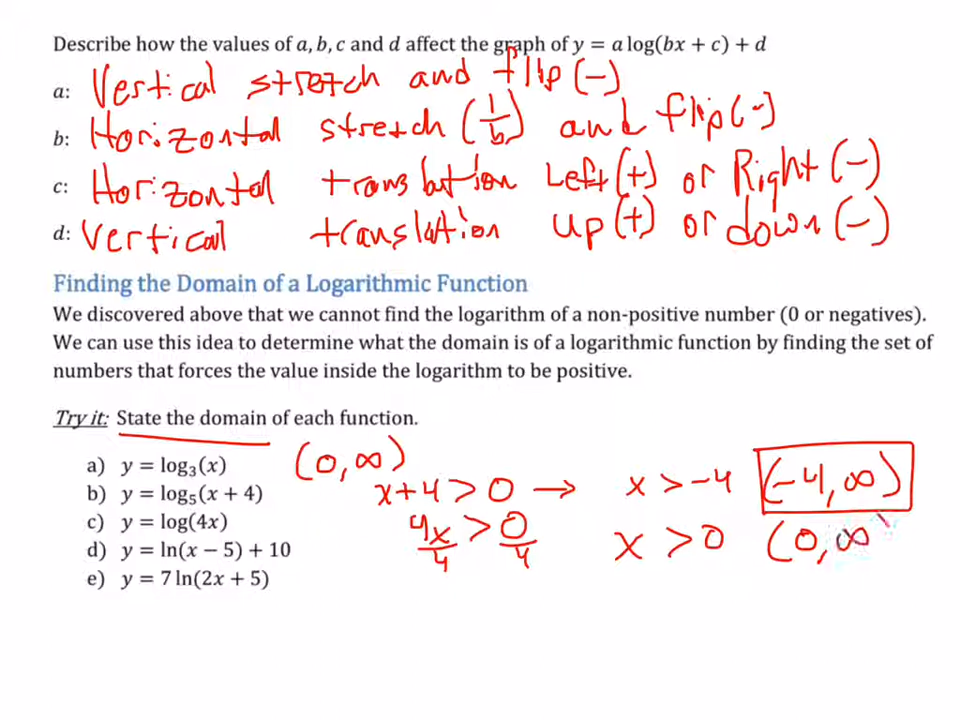 Describe how the values of a, b, c and d affect the graph of y = a log(bx + c) + d
a: Vertical stretch and flip (−)
b: Horizontal stretch (1/b) and flip (−)
c: Horizontal translation Left (+) or Right (−)
d: Vertical translation up (+) or down (−)
Finding the Domain of a Logarithmic Function
We discovered above that we cannot find the logarithm of a non-positive number (0 or negatives).
We can use this idea to determine what the domain is of a logarithmic function by finding the set of
numbers that forces the value inside the logarithm to be positive.
Try it: State the domain of each function.
a) y = log₃(x) (0, ∞)
b) y = log₅(x + 4) x+4 > 0 → x > −4 (−4, ∞)
c) y = log(4x) 4x/4 > 0/4 x > 0 (0, ∞
d) y = ln(x − 5) + 10
e) y = 7 ln(2x + 5)